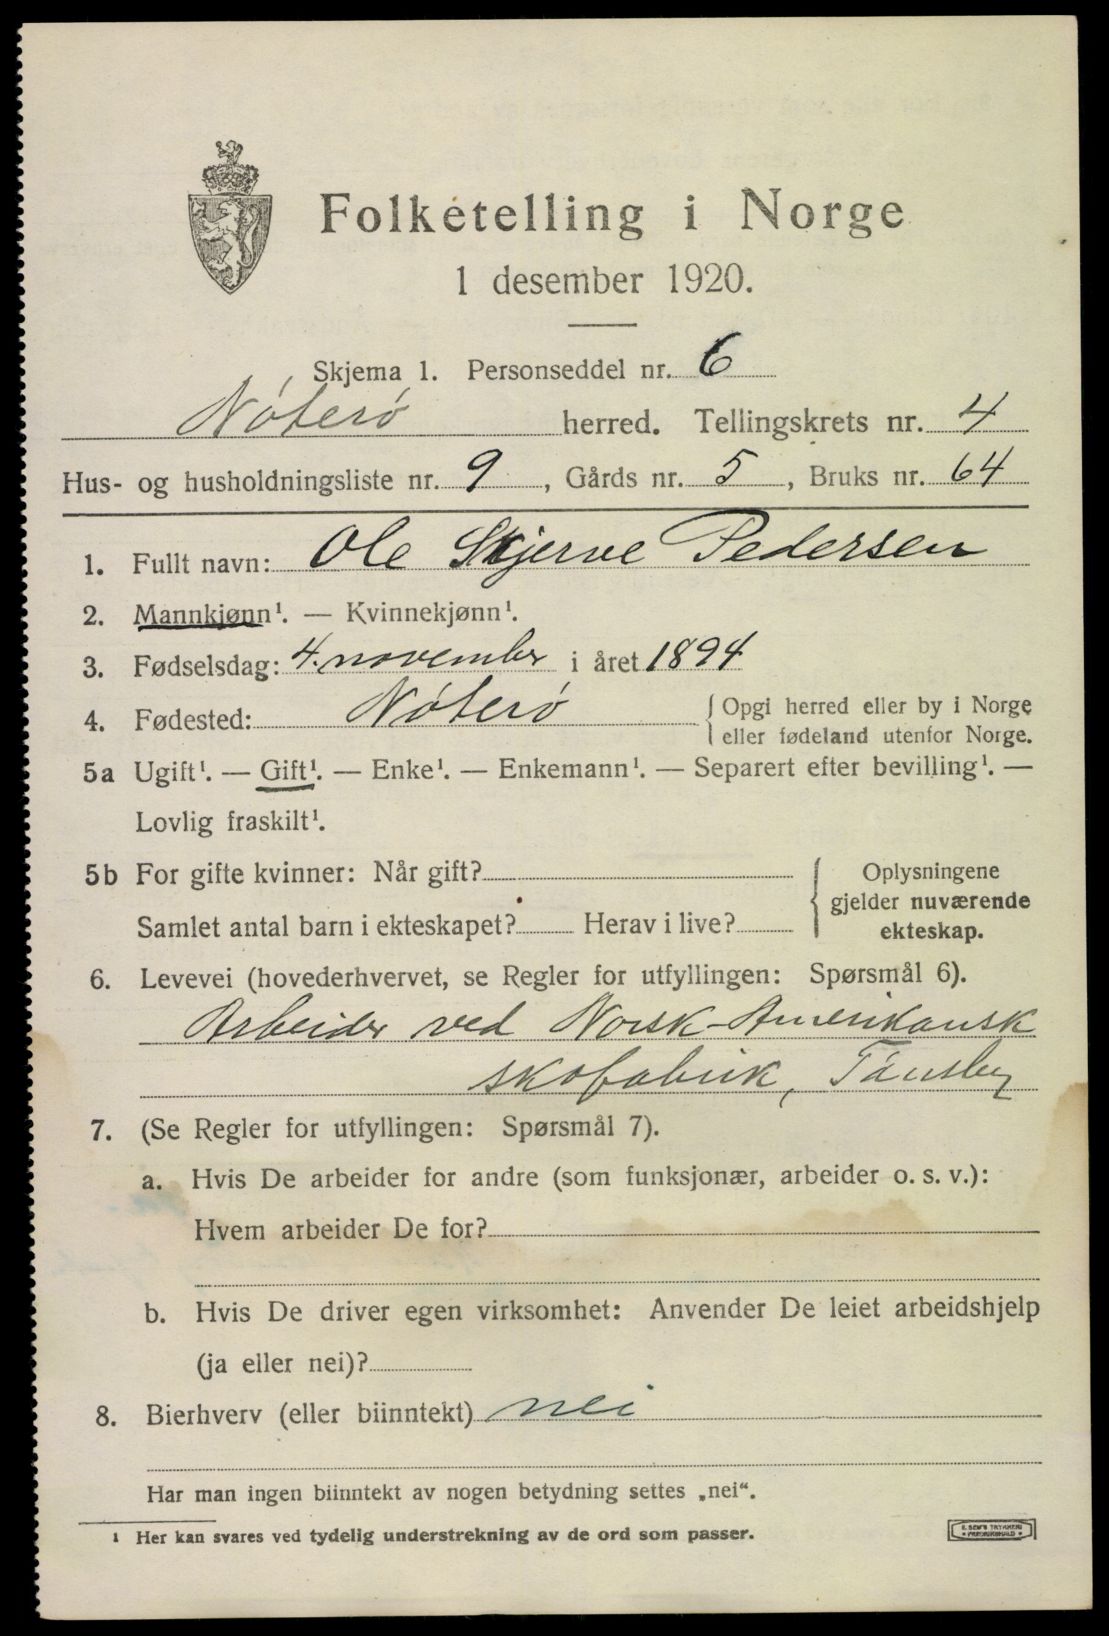 Folketelling i Norge
1 desember 1920.
Skjema 1. Personseddel nr. 6
Nöterö herred. Tellingskrets nr. 4
Hus- og husholdningsliste nr. 9, Gårds nr. 5, Bruks nr. 64
1. Fullt navn: Ole Skjerve Pedersen
2. Mannkjønn¹. — Kvinnekjønn¹.
3. Fødselsdag: 4. november i året 1894
4. Fødested: Nöterö { Opgi herred eller by i Norge
eller fødeland utenfor Norge.
5a Ugift¹. — Gift¹. — Enke¹. — Enkemann¹. — Separert efter bevilling¹. —
Lovlig fraskilt¹.
5b For gifte kvinner: Når gift?
Samlet antal barn i ekteskapet? Herav i live?
Oplysningene
gjelder nuværende
ekteskap.
6. Levevei (hovederhvervet, se Regler for utfyllingen: Spørsmål 6).
Arbeider ved Norsk-Amerikansk
skofabrik, Tønsberg
7. (Se Regler for utfyllingen: Spørsmål 7).
a. Hvis De arbeider for andre (som funksjonær, arbeider o. s. v.):
Hvem arbeider De for?
b. Hvis De driver egen virksomhet: Anvender De leiet arbeidshjelp
(ja eller nei)?
8. Bierhverv (eller biinntekt) nei
Har man ingen biinntekt av nogen betydning settes „nei“.
¹ Her kan svares ved tydelig understrekning av de ord som passer.
E. SEM'S TRYKKERI
FREDRIKSHALD